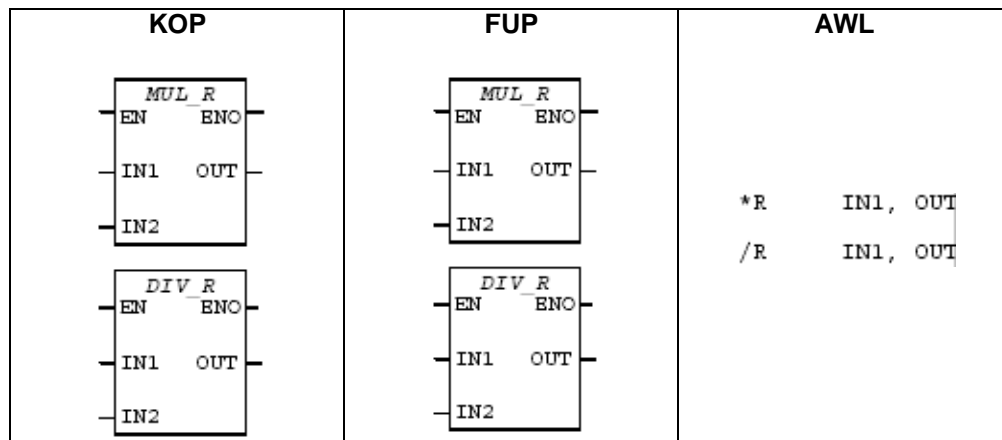 KOP FUP AWL
MUL_R
EN ENO
IN1 OUT
IN2
DIV_R
EN ENO
IN1 OUT
IN2
MUL_R
EN ENO
IN1 OUT
IN2
DIV_R
EN ENO
IN1 OUT
IN2
*R IN1, OUT
/R IN1, OUT